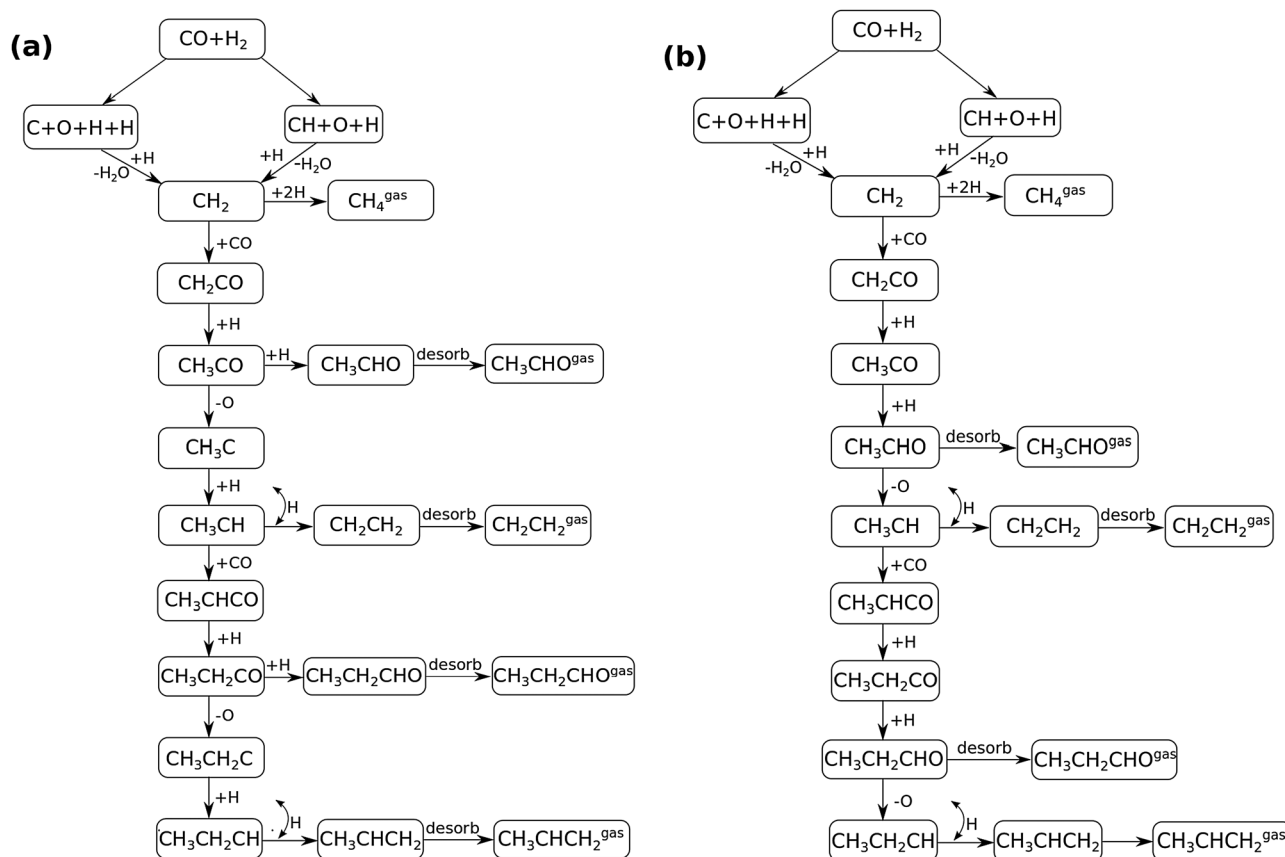 (a)
CO+H₂
C+O+H+H
CH+O+H
+H
-H₂O
+H
-H₂O
CH₂
+2H
CH₄ᵍᵃˢ
+CO
CH₂CO
+H
CH₃CO
+H
CH₃CHO
desorb
CH₃CHOᵍᵃˢ
-O
CH₃C
+H
CH₃CH
H
CH₂CH₂
desorb
CH₂CH₂ᵍᵃˢ
+CO
CH₃CHCO
+H
CH₃CH₂CO
+H
CH₃CH₂CHO
desorb
CH₃CH₂CHOᵍᵃˢ
-O
CH₃CH₂C
+H
CH₃CH₂CH
H
CH₃CHCH₂
desorb
CH₃CHCH₂ᵍᵃˢ
(b)
CO+H₂
C+O+H+H
CH+O+H
+H
-H₂O
+H
-H₂O
CH₂
+2H
CH₄ᵍᵃˢ
+CO
CH₂CO
+H
CH₃CO
+H
CH₃CHO
desorb
CH₃CHOᵍᵃˢ
-O
CH₃CH
H
CH₂CH₂
desorb
CH₂CH₂ᵍᵃˢ
+CO
CH₃CHCO
+H
CH₃CH₂CO
+H
CH₃CH₂CHO
desorb
CH₃CH₂CHOᵍᵃˢ
-O
CH₃CH₂CH
H
CH₃CHCH₂
CH₃CHCH₂ᵍᵃˢ